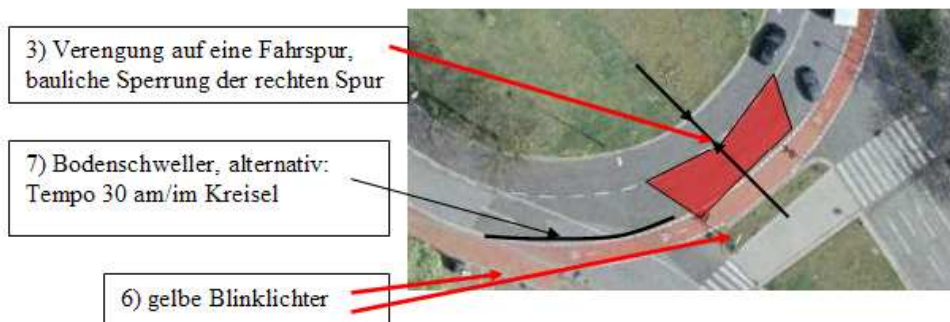 3) Verengung auf eine Fahrspur,
bauliche Sperrung der rechten Spur
7) Bodenschweller, alternativ:
Tempo 30 am/im Kreisel
6) gelbe Blinklichter